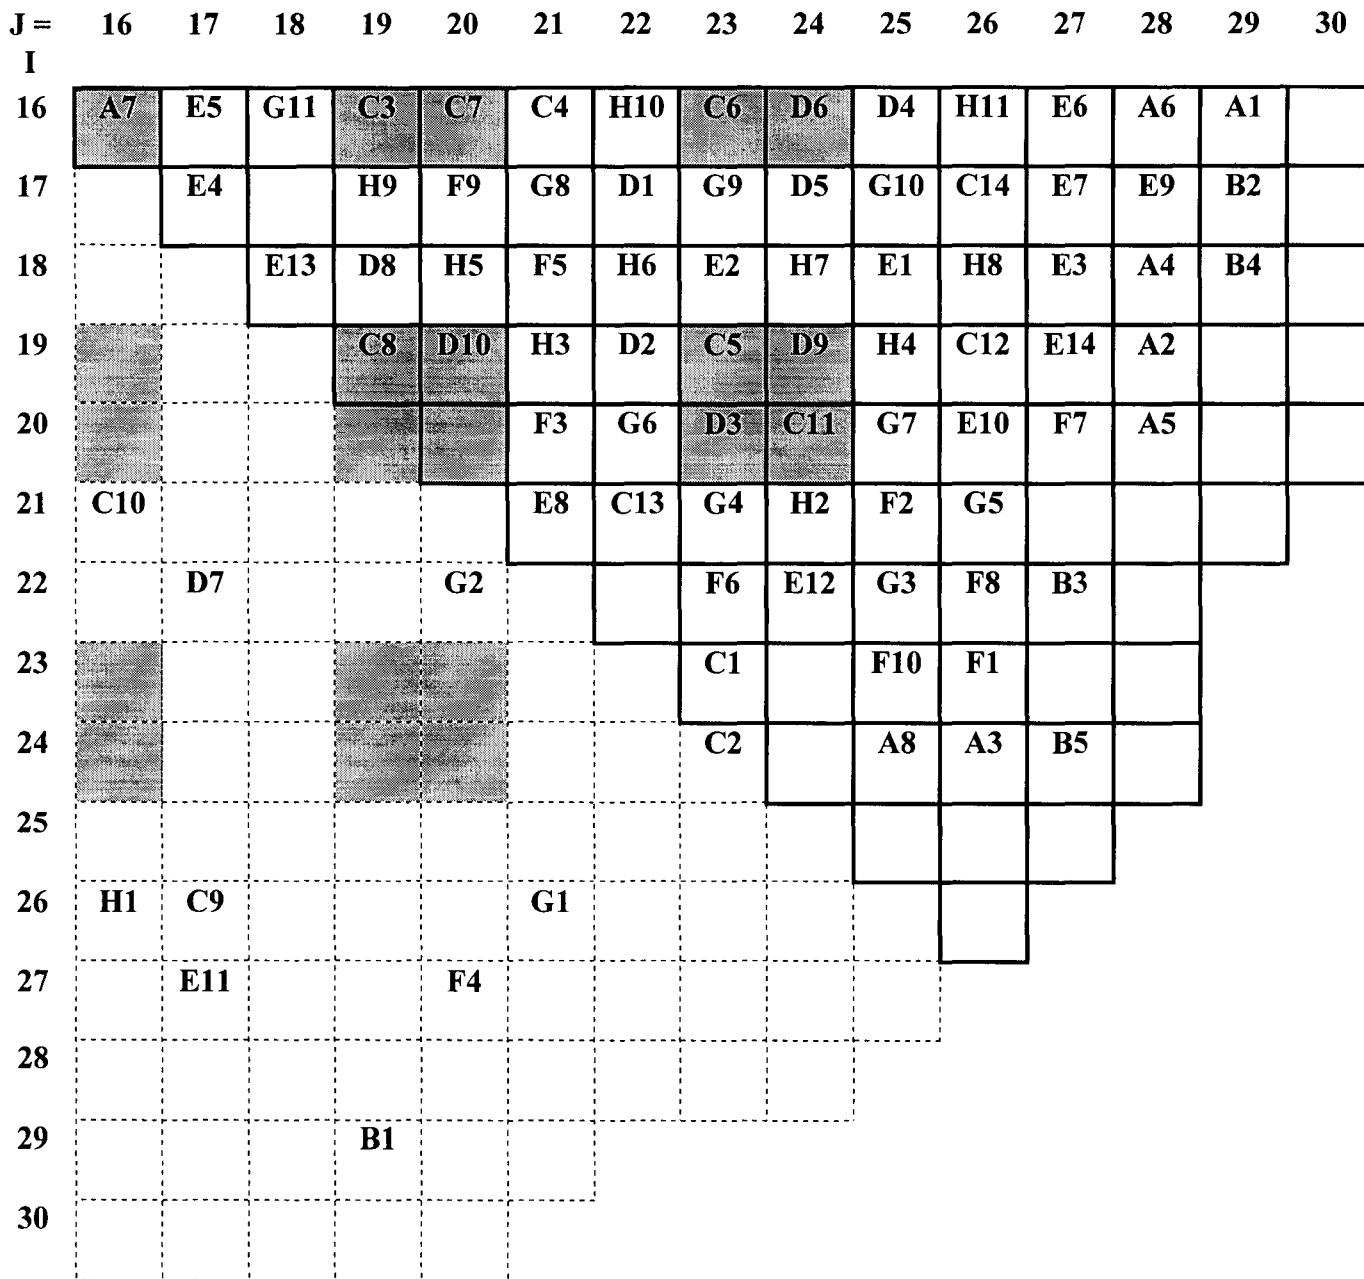 J = 16 17 18 19 20 21 22 23 24 25 26 27 28 29 30
I
16 A7 E5 G11 C3 C7 C4 H10 C6 D6 D4 H11 E6 A6 A1
17 E4 H9 F9 G8 D1 G9 D5 G10 C14 E7 E9 B2
18 E13 D8 H5 F5 H6 E2 H7 E1 H8 E3 A4 B4
19 C8 D10 H3 D2 C5 D9 H4 C12 E14 A2
20 F3 G6 D3 C11 G7 E10 F7 A5
21 C10 E8 C13 G4 H2 F2 G5
22 D7 G2 F6 E12 G3 F8 B3
23 C1 F10 F1
24 C2 A8 A3 B5
25
26 H1 C9 G1
27 E11 F4
28
29 B1
30